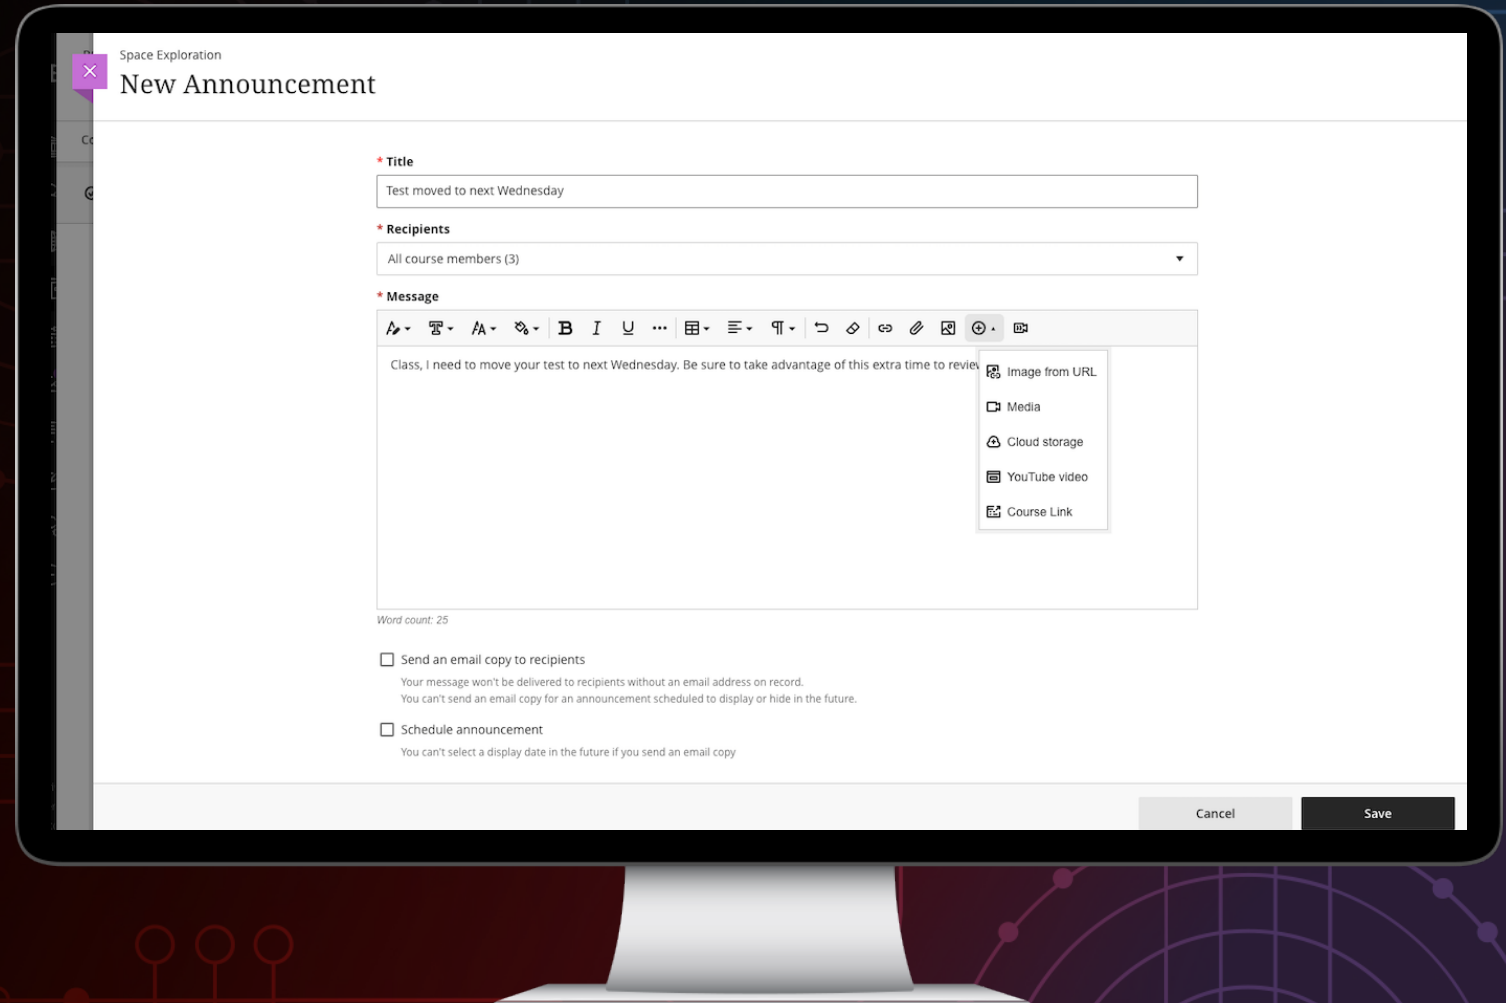 Space Exploration
New Announcement
* Title
Test moved to next Wednesday
* Recipients
All course members (3)
* Message
Class, I need to move your test to next Wednesday. Be sure to take advantage of this extra time to
Image from URL
Media
Cloud storage
YouTube video
Course Link
Word count: 25
Send an email copy to recipients
Your message won't be delivered to recipients without an email address on record.
You can't send an email copy for an announcement scheduled to display or hide in the future.
Schedule announcement
You can't select a display date in the future if you send an email copy
Cancel
Save